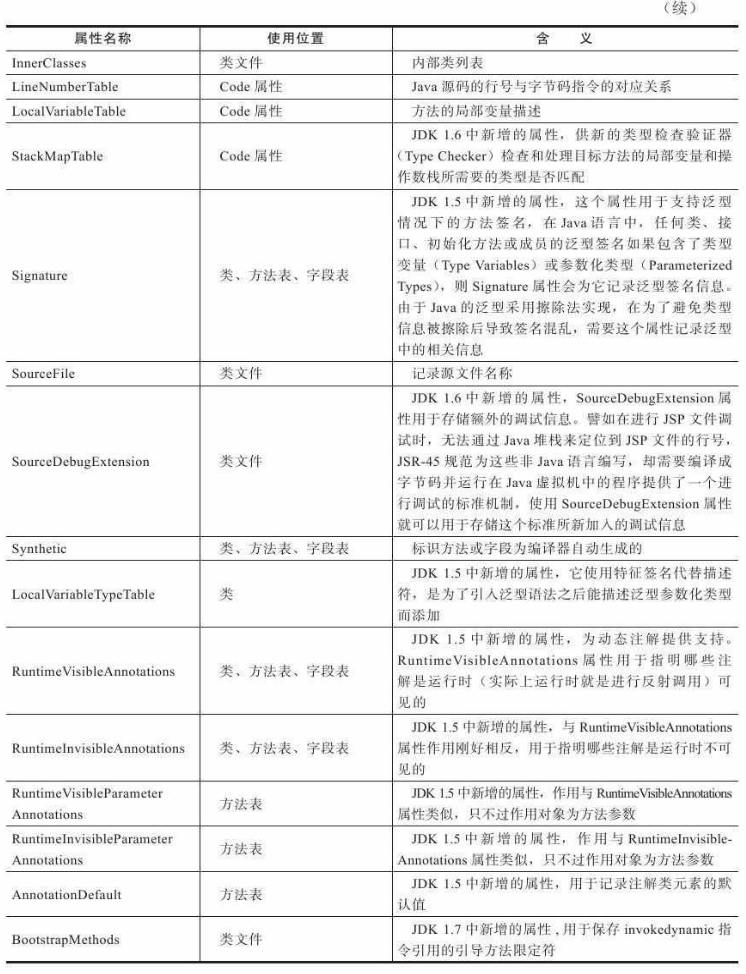 （续）
属性名称 使用位置 含 义
InnerClasses 类文件 内部类列表
LineNumberTable Code 属性 Java 源码的行号与字节码指令的对应关系
LocalVariableTable Code 属性 方法的局部变量描述
StackMapTable Code 属性 JDK 1.6 中新增的属性，供新的类型检查验证器
（Type Checker）检查和处理目标方法的局部变量和操
作数栈所需要的类型是否匹配
Signature 类、方法表、字段表 JDK 1.5 中新增的属性，这个属性用于支持泛型
情况下的方法签名，在 Java 语言中，任何类、接
口、初始化方法或成员的泛型签名如果包含了类型
变量（Type Variables）或参数化类型（Parameterized
Types），则 Signature 属性会为它记录泛型签名信息。
由于 Java 的泛型采用擦除法实现，在为了避免类型
信息被擦除后导致签名混乱，需要这个属性记录泛型
中的相关信息
SourceFile 类文件 记录源文件名称
SourceDebugExtension 类文件 JDK 1.6 中新增的属性，SourceDebugExtension 属
性用于存储额外的调试信息。譬如在进行 JSP 文件调
试时，无法通过 Java 堆栈来定位到 JSP 文件的行号，
JSR-45 规范为这些非 Java 语言编写，却需要编译成
字节码并运行在 Java 虚拟机中的程序提供了一个进
行调试的标准机制，使用 SourceDebugExtension 属性
就可以用于存储这个标准所新加入的调试信息
Synthetic 类、方法表、字段表 标识方法或字段为编译器自动生成的
LocalVariableTypeTable 类 JDK 1.5 中新增的属性，它使用特征签名代替描述
符，是为了引入泛型语法之后能描述泛型参数化类型
而添加
RuntimeVisibleAnnotations 类、方法表、字段表 JDK 1.5 中新增的属性，为动态注解提供支持。
RuntimeVisibleAnnotations 属性用于指明哪些注
解是运行时（实际上运行时就是进行反射调用）可
见的
RuntimeInvisibleAnnotations 类、方法表、字段表 JDK 1.5 中新增的属性，与 RuntimeVisibleAnnotations
属性作用刚好相反，用于指明哪些注解是运行时不可
见的
RuntimeVisibleParameter
Annotations 方法表 JDK 1.5 中新增的属性，作用与 RuntimeVisibleAnnotations
属性类似，只不过作用对象为方法参数
RuntimeInvisibleParameter
Annotations 方法表 JDK 1.5 中新增的属性，作用与 RuntimeInvisible-
Annotations 属性类似，只不过作用对象为方法参数
AnnotationDefault 方法表 JDK 1.5 中新增的属性，用于记录注解类元素的默
认值
BootstrapMethods 类文件 JDK 1.7 中新增的属性，用于保存 invokedynamic 指
令引用的引导方法限定符